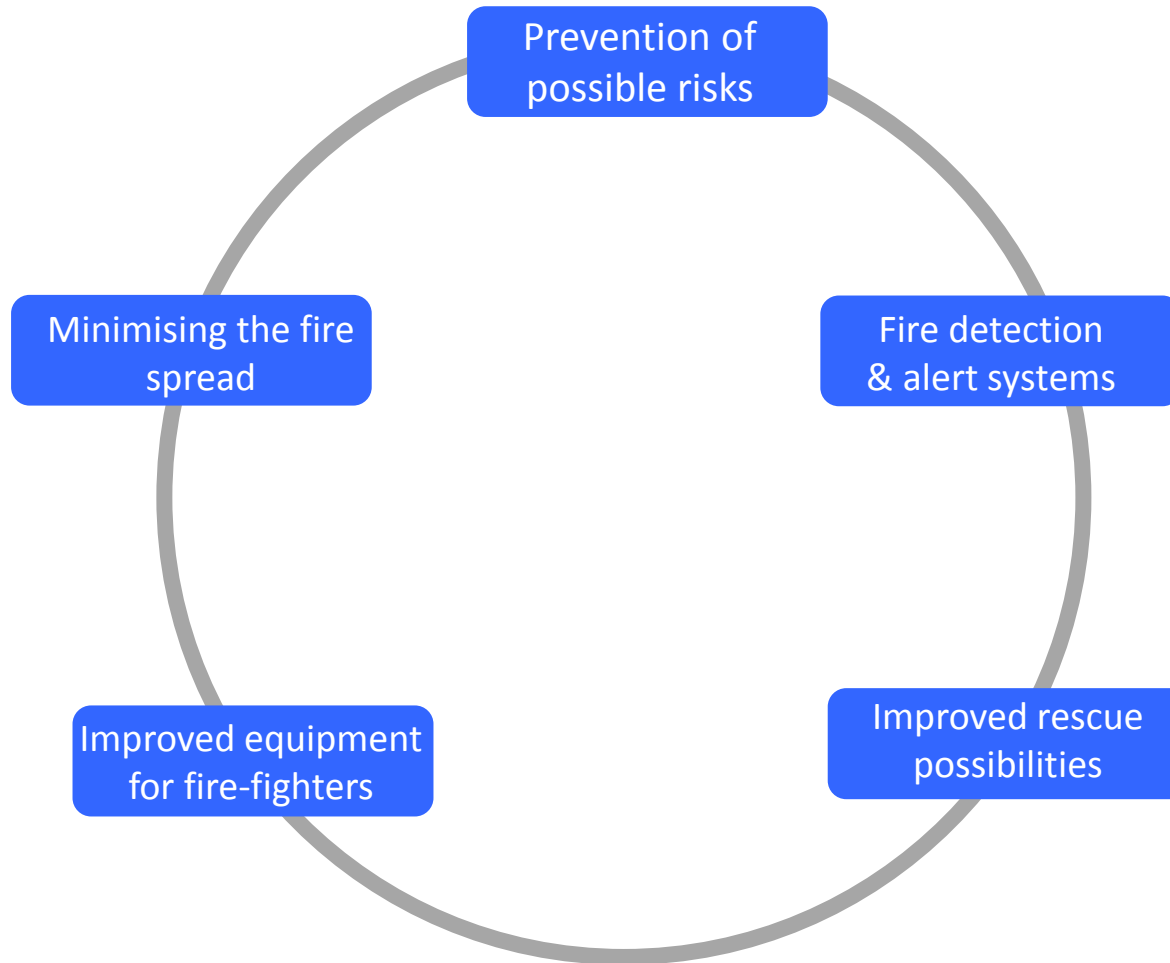 Prevention of
possible risks
Minimising the fire
spread
Fire detection
& alert systems
Improved equipment
for fire-fighters
Improved rescue
possibilities